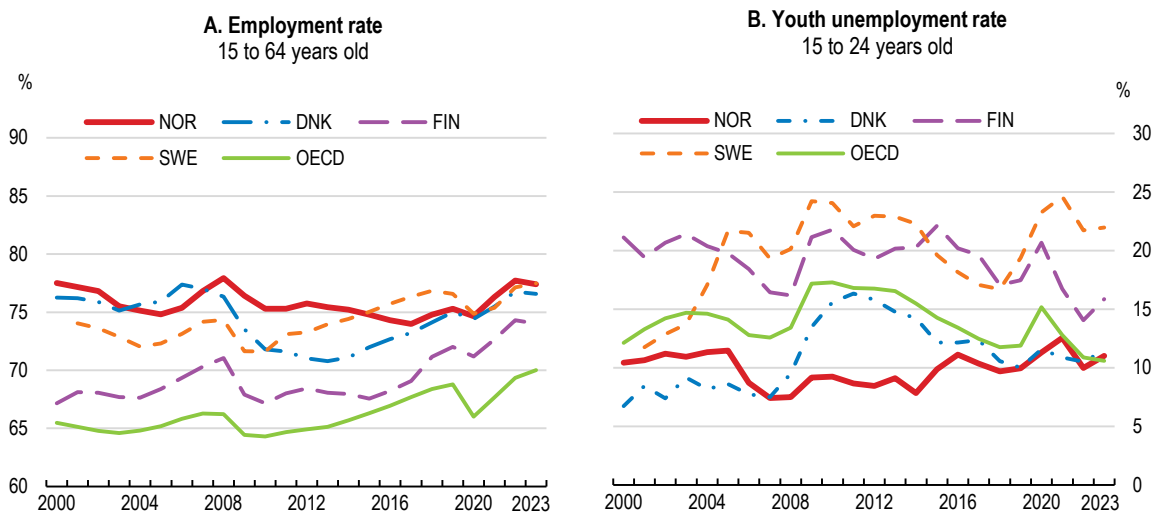 A. Employment rate
15 to 64 years old
%
NOR DNK FIN
SWE OECD
90
85
80
75
70
65
60
2000 2004 2008 2012 2016 2020 2023
B. Youth unemployment rate
15 to 24 years old
%
NOR DNK FIN
SWE OECD
30
25
20
15
10
5
0
2000 2004 2008 2012 2016 2020 2023